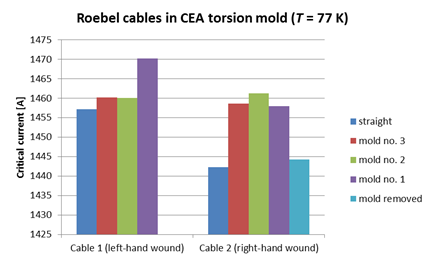 Roebel cables in CEA torsion mold (T = 77 K)
Critical current [A]
1475
1470
1465
1460
1455
1450
1445
1440
1435
1430
1425
Cable 1 (left-hand wound)
Cable 2 (right-hand wound)
straight
mold no. 3
mold no. 2
mold no. 1
mold removed